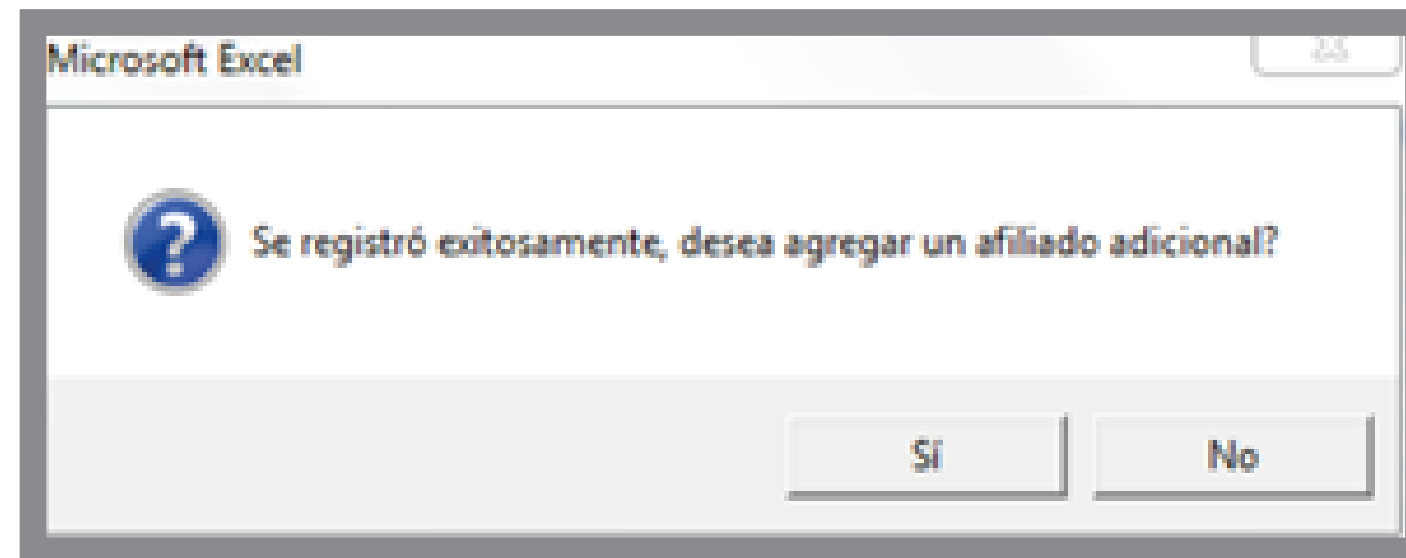 Microsoft Excel
Se registró exitosamente, desea agregar un afiliado adicional?
Sí
No